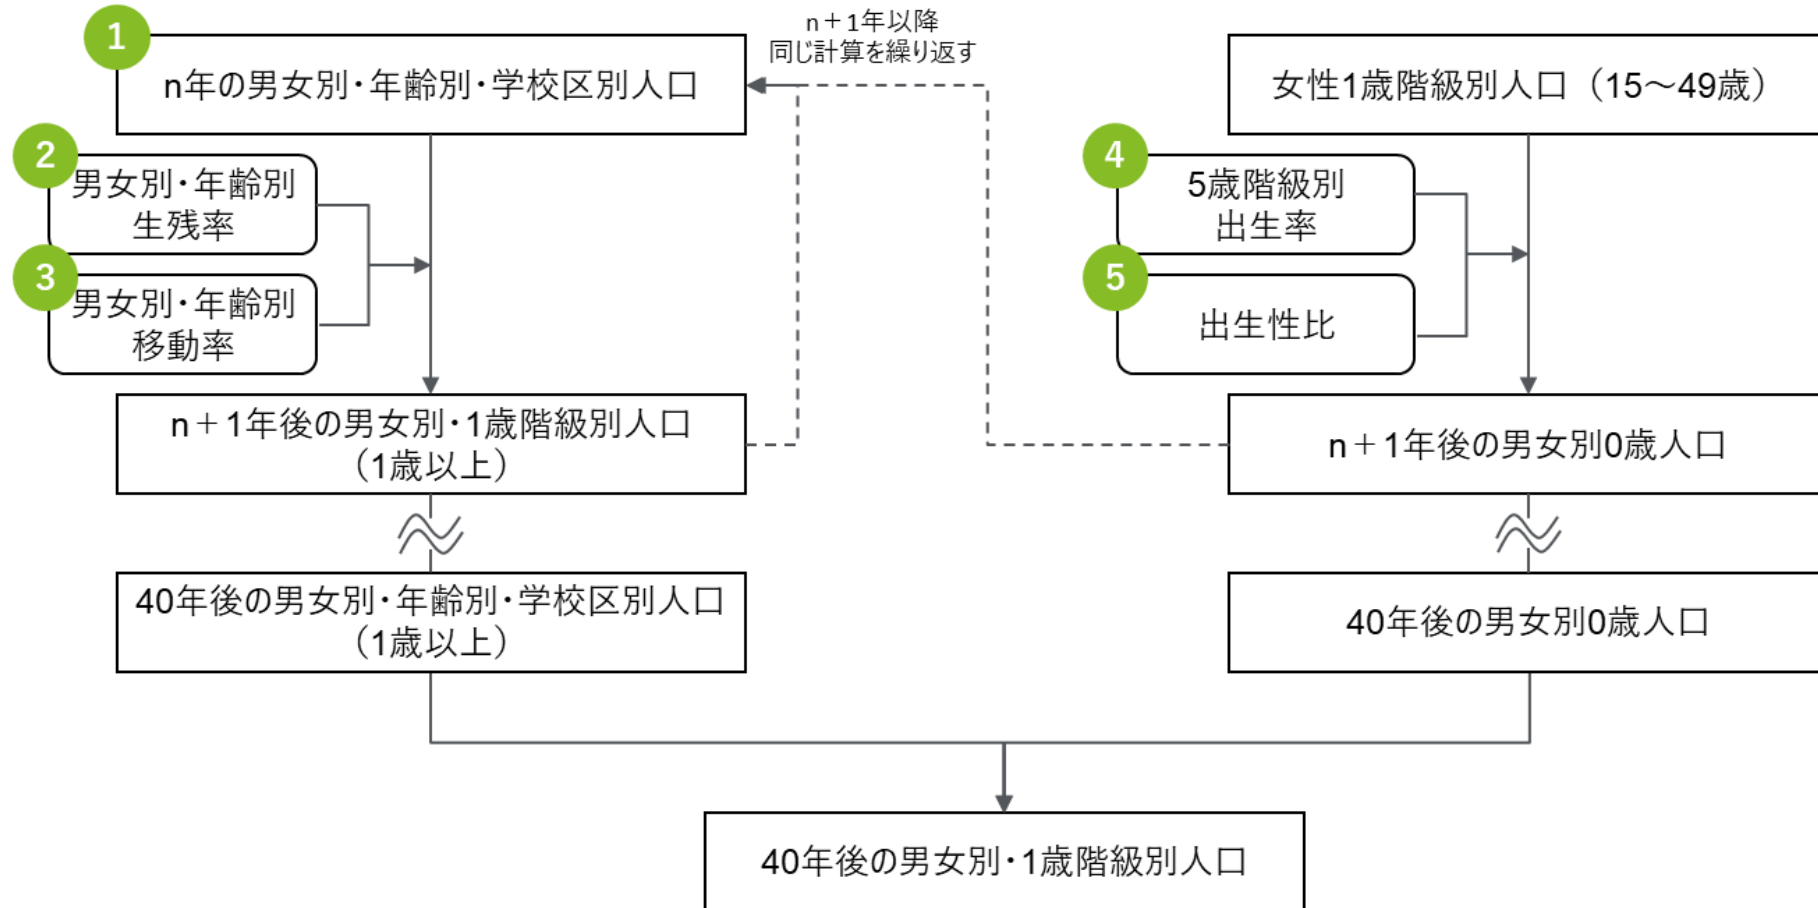 1
n年の男女別・年齢別・学校区別人口
n+1年以降
同じ計算を繰り返す
女性1歳階級別人口（15～49歳）
2
男女別・年齢別
生残率
3
男女別・年齢別
移動率
4
5歳階級別
出生率
5
出生性比
n+1年後の男女別・1歳階級別人口
（1歳以上）
n+1年後の男女別0歳人口
40年後の男女別・年齢別・学校区別人口
（1歳以上）
40年後の男女別0歳人口
40年後の男女別・1歳階級別人口